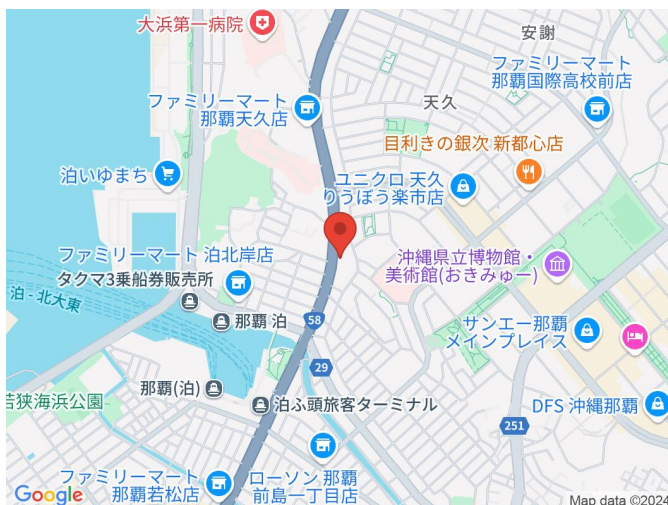 大浜第一病院
安謝
ファミリーマート
那覇国際高校前店
ファミリーマート
那覇天久店
天久
目利きの銀次 新都心店
泊いゆまち
ユニクロ 天久
りうぼう楽市店
ファミリーマート 泊北岸店
タクマ3乗船券販売所
沖縄県立博物館・
美術館(おきみゅー)
泊 - 北大東
那覇 泊
58
サンエー那覇
メインプレイス
29
那覇(泊)
若狭海浜公園
泊ふ頭旅客ターミナル
DFS 沖縄那覇
251
ファミリーマート
那覇若松店
ローソン 那覇
前島一丁目店
Google
Map data ©2024